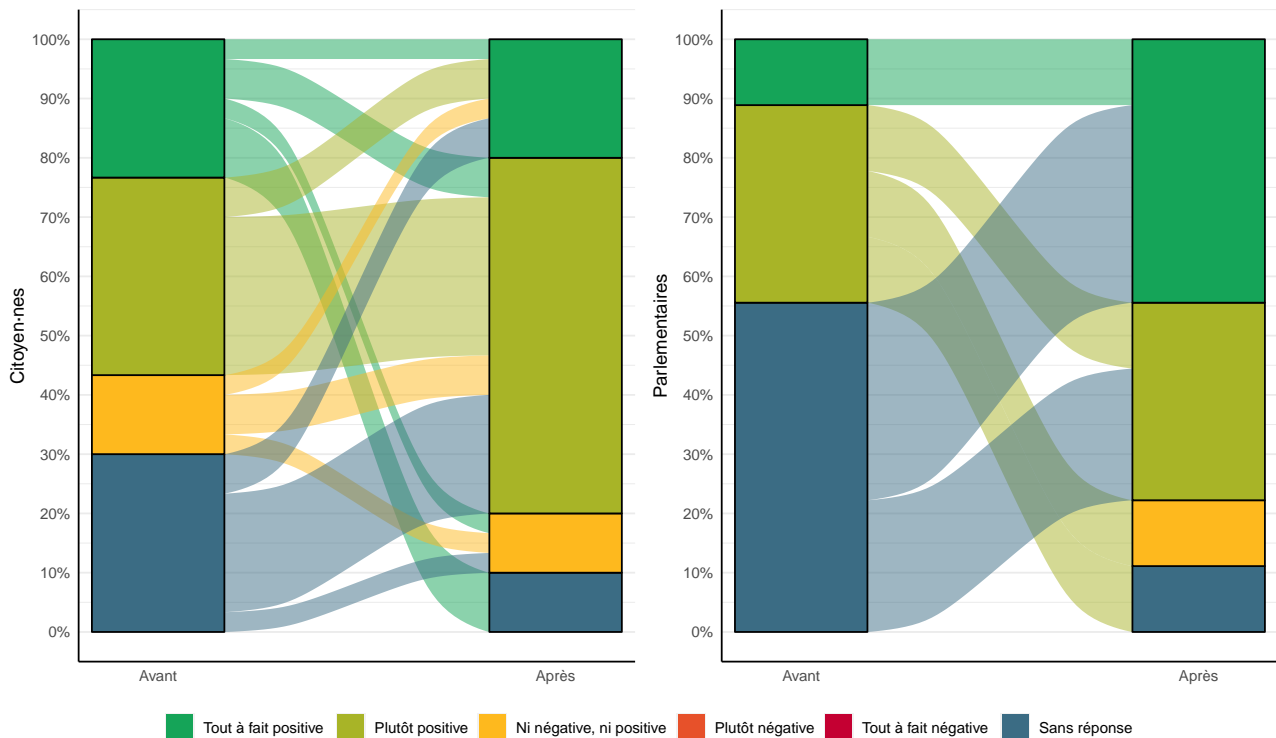 Citoyen·nes
100%
90%
80%
70%
60%
50%
40%
30%
20%
10%
0%
Avant
Après
Parlementaires
100%
90%
80%
70%
60%
50%
40%
30%
20%
10%
0%
Avant
Après
Tout à fait positive
Plutôt positive
Ni négative, ni positive
Plutôt négative
Tout à fait négative
Sans réponse